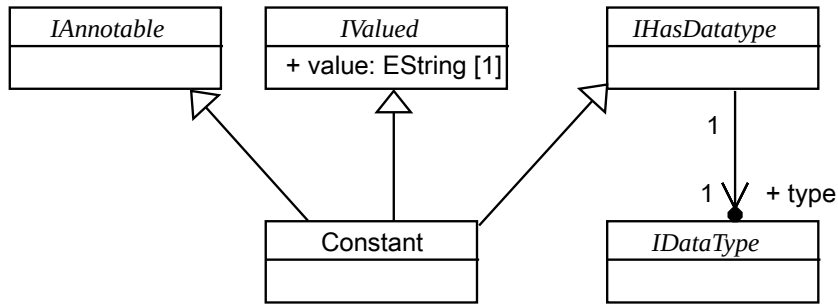 IAnnotable
IValued
IHasDatatype
+ value: EString [1]
1
1
+ type
Constant
IDataType